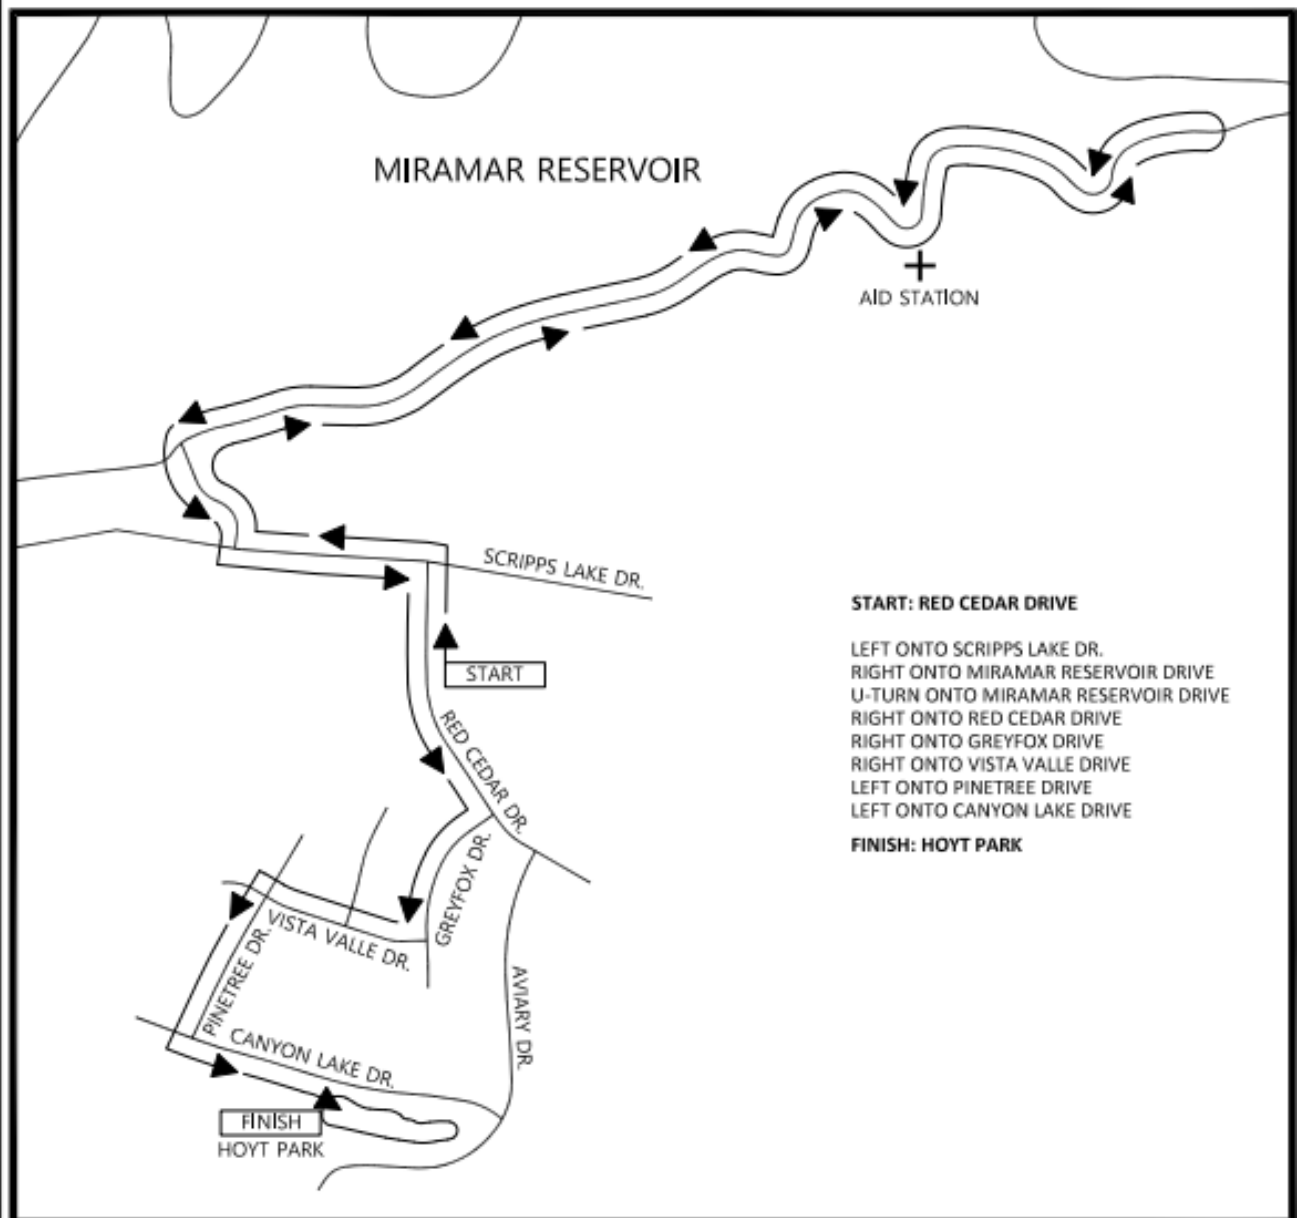 MIRAMAR RESERVOIR
AID STATION
SCRIPPS LAKE DR.
START
RED CEDAR DR.
GREYFOX DR.
VISTA VALLE DR.
PINETREE DR.
AVIARY DR.
CANYON LAKE DR.
FINISH
HOYT PARK
START: RED CEDAR DRIVE
LEFT ONTO SCRIPPS LAKE DR.
RIGHT ONTO MIRAMAR RESERVOIR DRIVE
U-TURN ONTO MIRAMAR RESERVOIR DRIVE
RIGHT ONTO RED CEDAR DRIVE
RIGHT ONTO GREYFOX DRIVE
RIGHT ONTO VISTA VALLE DRIVE
LEFT ONTO PINETREE DRIVE
LEFT ONTO CANYON LAKE DRIVE
FINISH: HOYT PARK